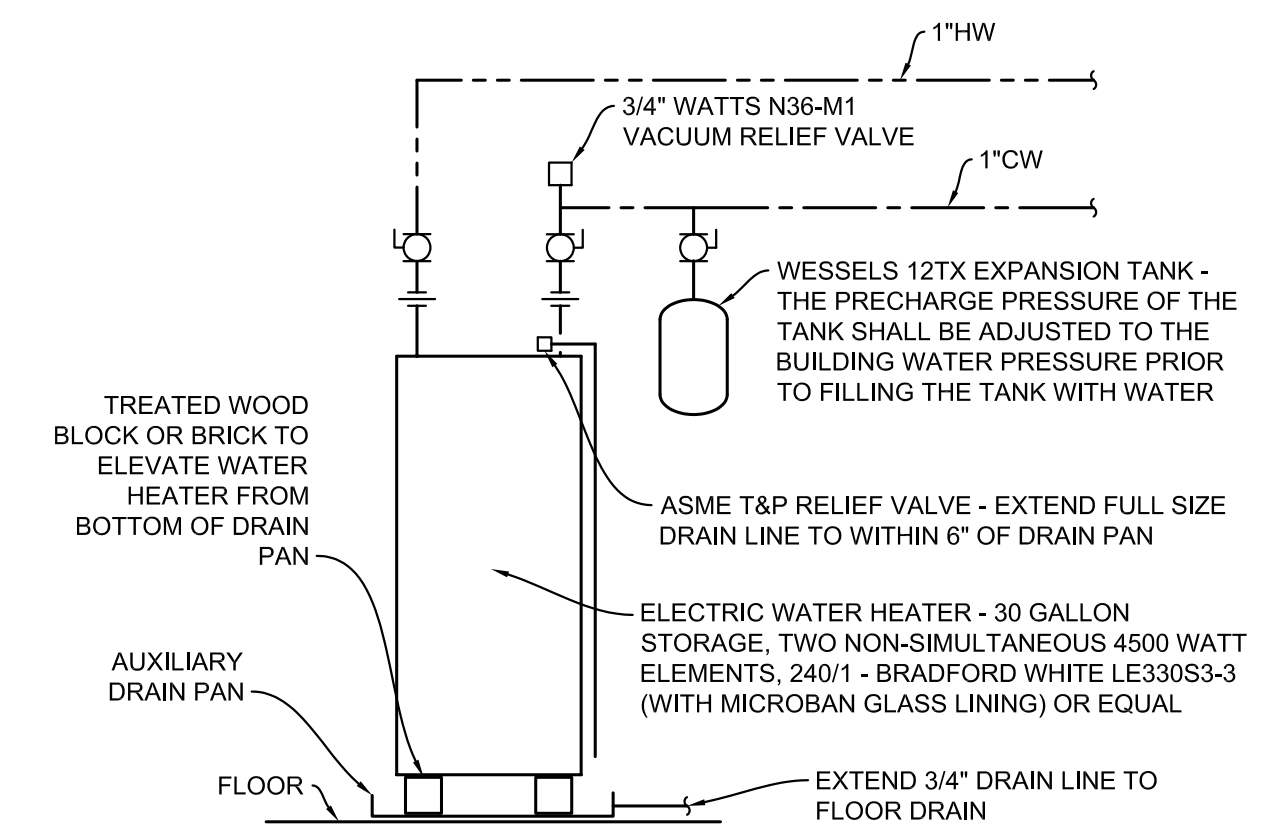 1"HW
3/4" WATTS N36-M1
VACUUM RELIEF VALVE
1"CW
WESSELS 12TX EXPANSION TANK -
THE PRECHARGE PRESSURE OF THE
TANK SHALL BE ADJUSTED TO THE
BUILDING WATER PRESSURE PRIOR
TO FILLING THE TANK WITH WATER
TREATED WOOD
BLOCK OR BRICK TO
ELEVATE WATER
HEATER FROM
BOTTOM OF DRAIN
PAN
ASME T&P RELIEF VALVE - EXTEND FULL SIZE
DRAIN LINE TO WITHIN 6" OF DRAIN PAN
ELECTRIC WATER HEATER - 30 GALLON
STORAGE, TWO NON-SIMULTANEOUS 4500 WATT
ELEMENTS, 240/1 - BRADFORD WHITE LE330S3-3
(WITH MICROBAN GLASS LINING) OR EQUAL
AUXILIARY
DRAIN PAN
FLOOR
EXTEND 3/4" DRAIN LINE TO
FLOOR DRAIN